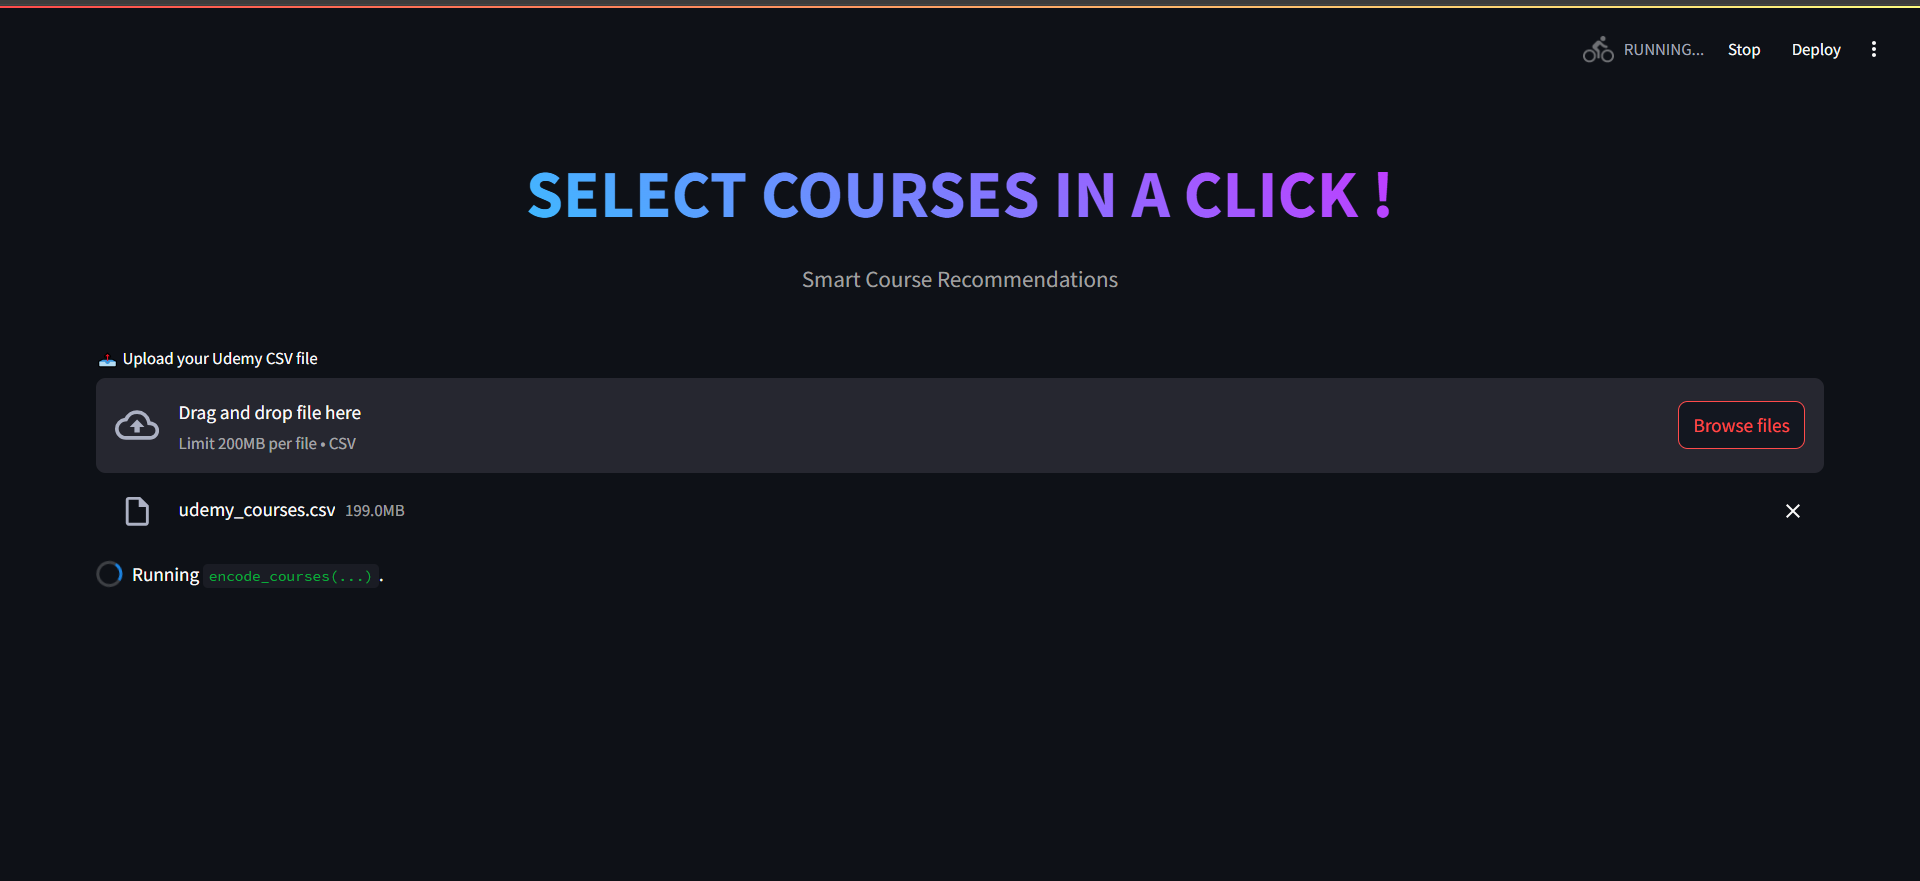 RUNNING... Stop Deploy
SELECT COURSES IN A CLICK !
Smart Course Recommendations
Upload your Udemy CSV file
Drag and drop file here
Limit 200MB per file • CSV
Browse files
udemy_courses.csv 199.0MB
Running encode_courses(...) .